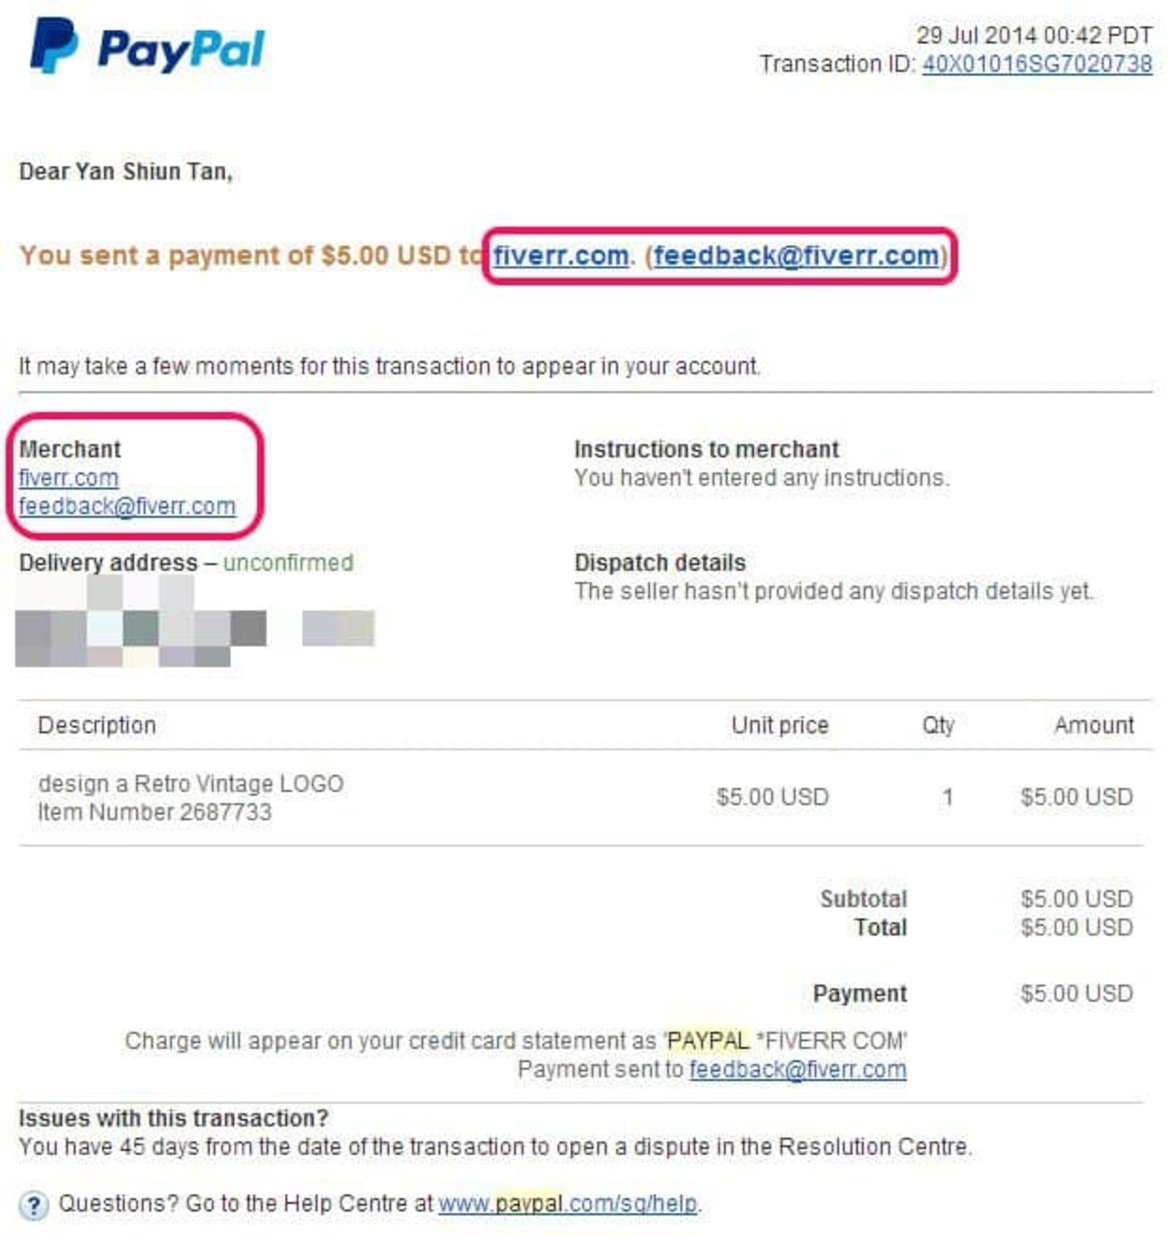 PayPal
29 Jul 2014 00:42 PDT
Transaction ID: 40X01016SG7020738
Dear Yan Shiun Tan,
You sent a payment of $5.00 USD to fiverr.com. (feedback@fiverr.com)
It may take a few moments for this transaction to appear in your account.
Merchant
fiverr.com
feedback@fiverr.com
Instructions to merchant
You haven't entered any instructions.
Delivery address – unconfirmed
Dispatch details
The seller hasn't provided any dispatch details yet.
Description Unit price Qty Amount
design a Retro Vintage LOGO
Item Number 2687733
$5.00 USD 1 $5.00 USD
Subtotal $5.00 USD
Total $5.00 USD
Payment $5.00 USD
Charge will appear on your credit card statement as 'PAYPAL *FIVERR COM'
Payment sent to feedback@fiverr.com
Issues with this transaction?
You have 45 days from the date of the transaction to open a dispute in the Resolution Centre.
? Questions? Go to the Help Centre at www.paypal.com/sg/help.